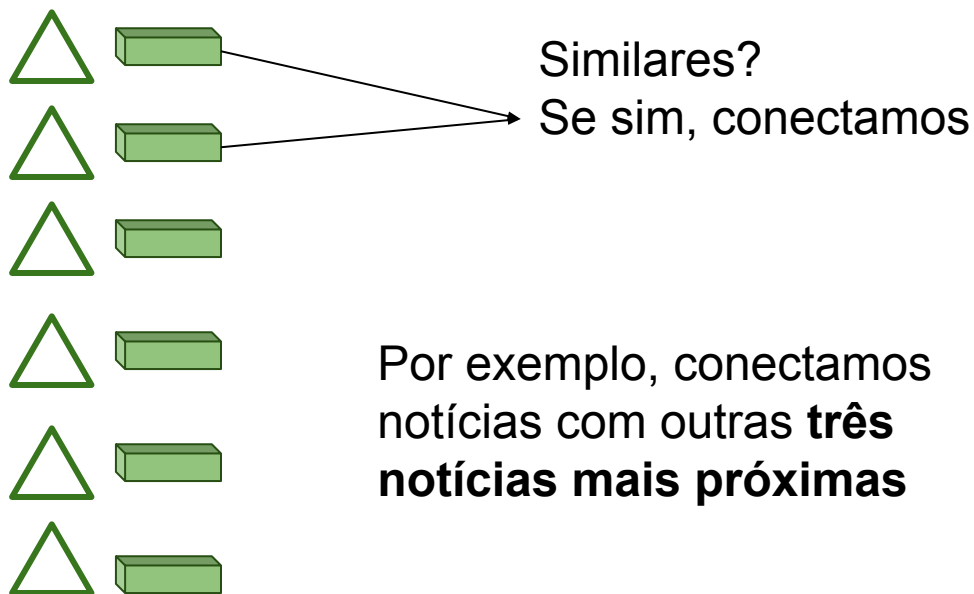 Similares?
Se sim, conectamos
Por exemplo, conectamos
notícias com outras três
notícias mais próximas